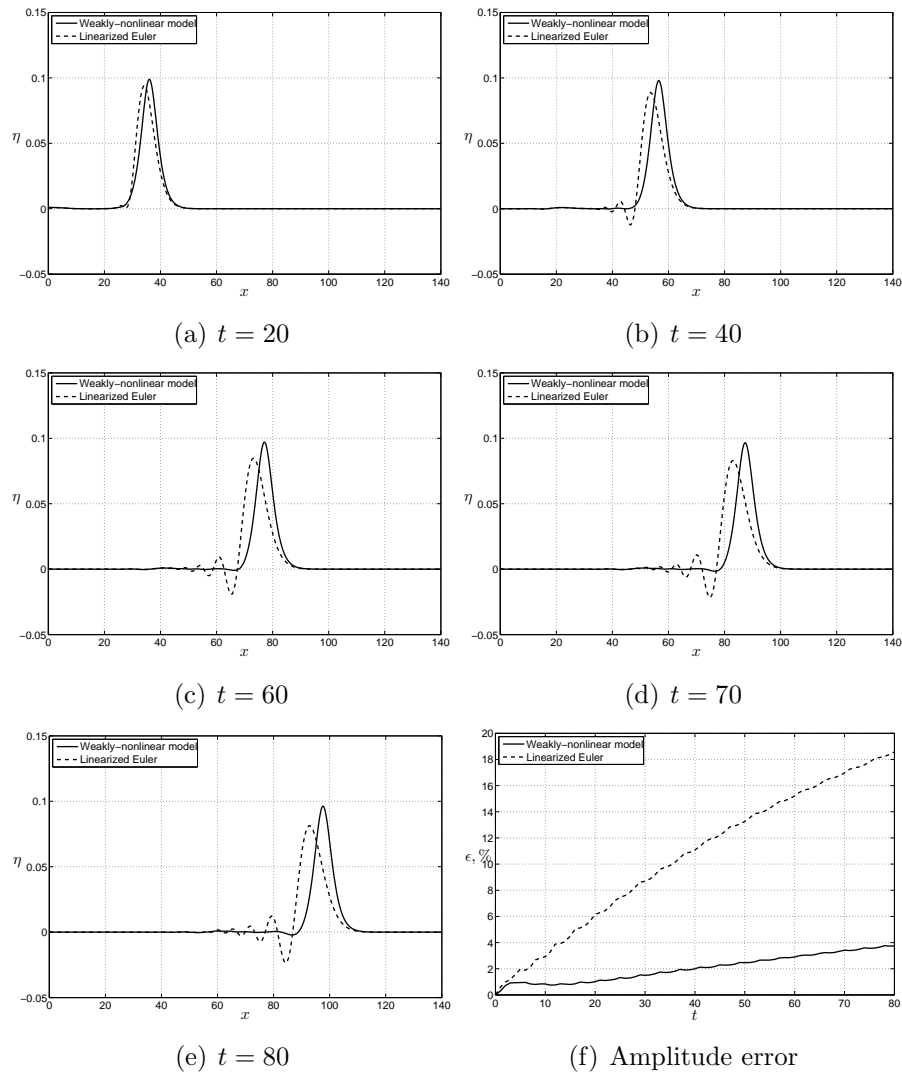 Weakly−nonlinear model
Linearized Euler
0.15
0.1
η
0.05
0
−0.05
0 20 40 60 80 100 120 140
x
(a) t = 20
Weakly−nonlinear model
Linearized Euler
0.15
0.1
η
0.05
0
−0.05
0 20 40 60 80 100 120 140
x
(b) t = 40
Weakly−nonlinear model
Linearized Euler
0.15
0.1
η
0.05
0
−0.05
0 20 40 60 80 100 120 140
x
(c) t = 60
Weakly−nonlinear model
Linearized Euler
0.15
0.1
η
0.05
0
−0.05
0 20 40 60 80 100 120 140
x
(d) t = 70
Weakly−nonlinear model
Linearized Euler
0.15
0.1
η
0.05
0
−0.05
0 20 40 60 80 100 120 140
x
(e) t = 80
Weakly−nonlinear model
Linearized Euler
20
18
16
14
12
10
ϵ, %
8
6
4
2
0
0 10 20 30 40 50 60 70 80
t
(f) Amplitude error